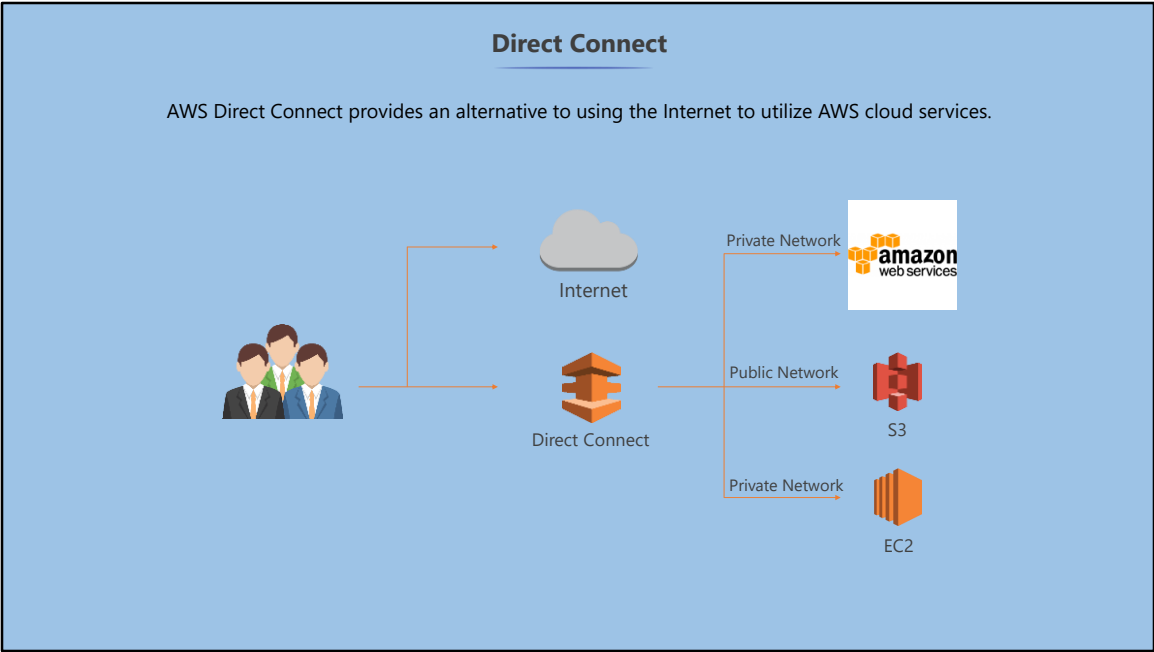 Direct Connect
AWS Direct Connect provides an alternative to using the Internet to utilize AWS cloud services.
Private Network
amazon
web services
Internet
Public Network
Direct Connect
S3
Private Network
EC2